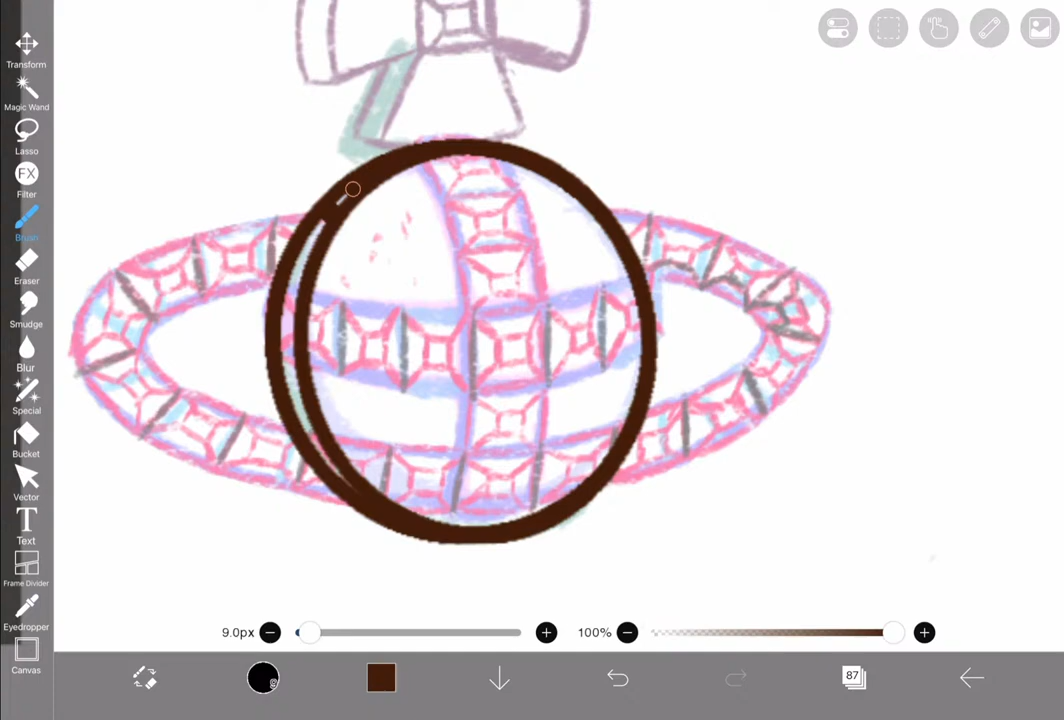 Transform
Magic Wand
Lasso
FX
Filter
Brush
Eraser
Smudge
Blur
Special
Bucket
Vector
T
Text
Frame Divider
Eyedropper
Canvas
9.0px
100%
87